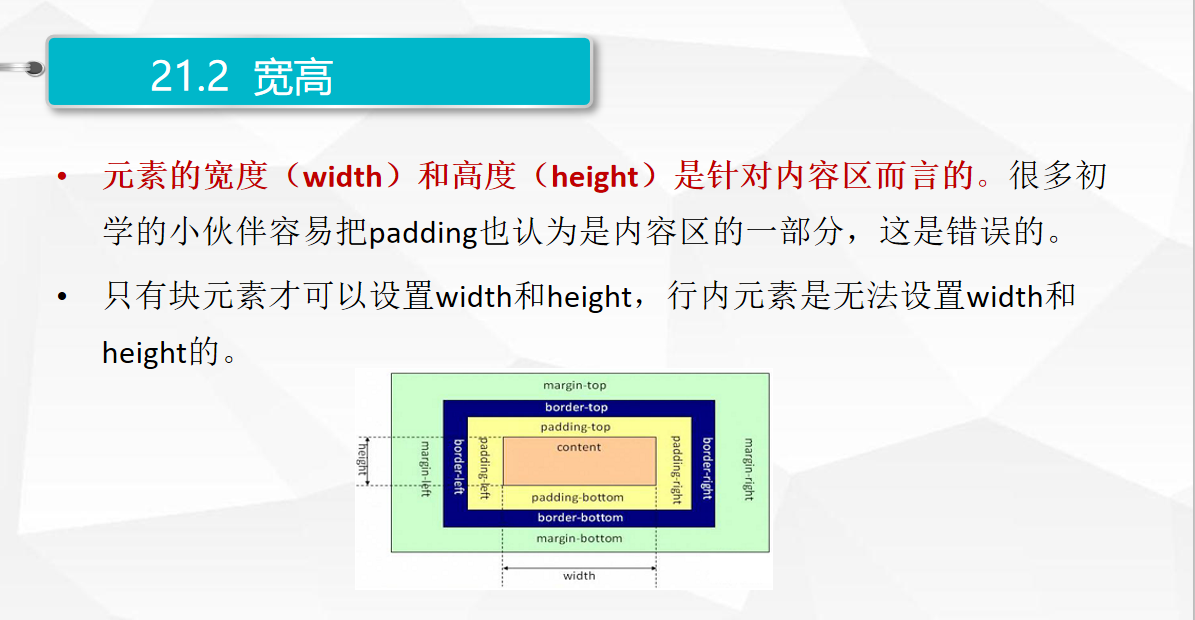 21.2 宽高
• 元素的宽度（width）和高度（height）是针对内容区而言的。很多初
学的小伙伴容易把padding也认为是内容区的一部分，这是错误的。
• 只有块元素才可以设置width和height，行内元素是无法设置width和
height的。
margin-top
border-top
padding-top
content
height
margin-left
border-left
padding-left
padding-right
border-right
margin-right
padding-bottom
border-bottom
margin-bottom
width